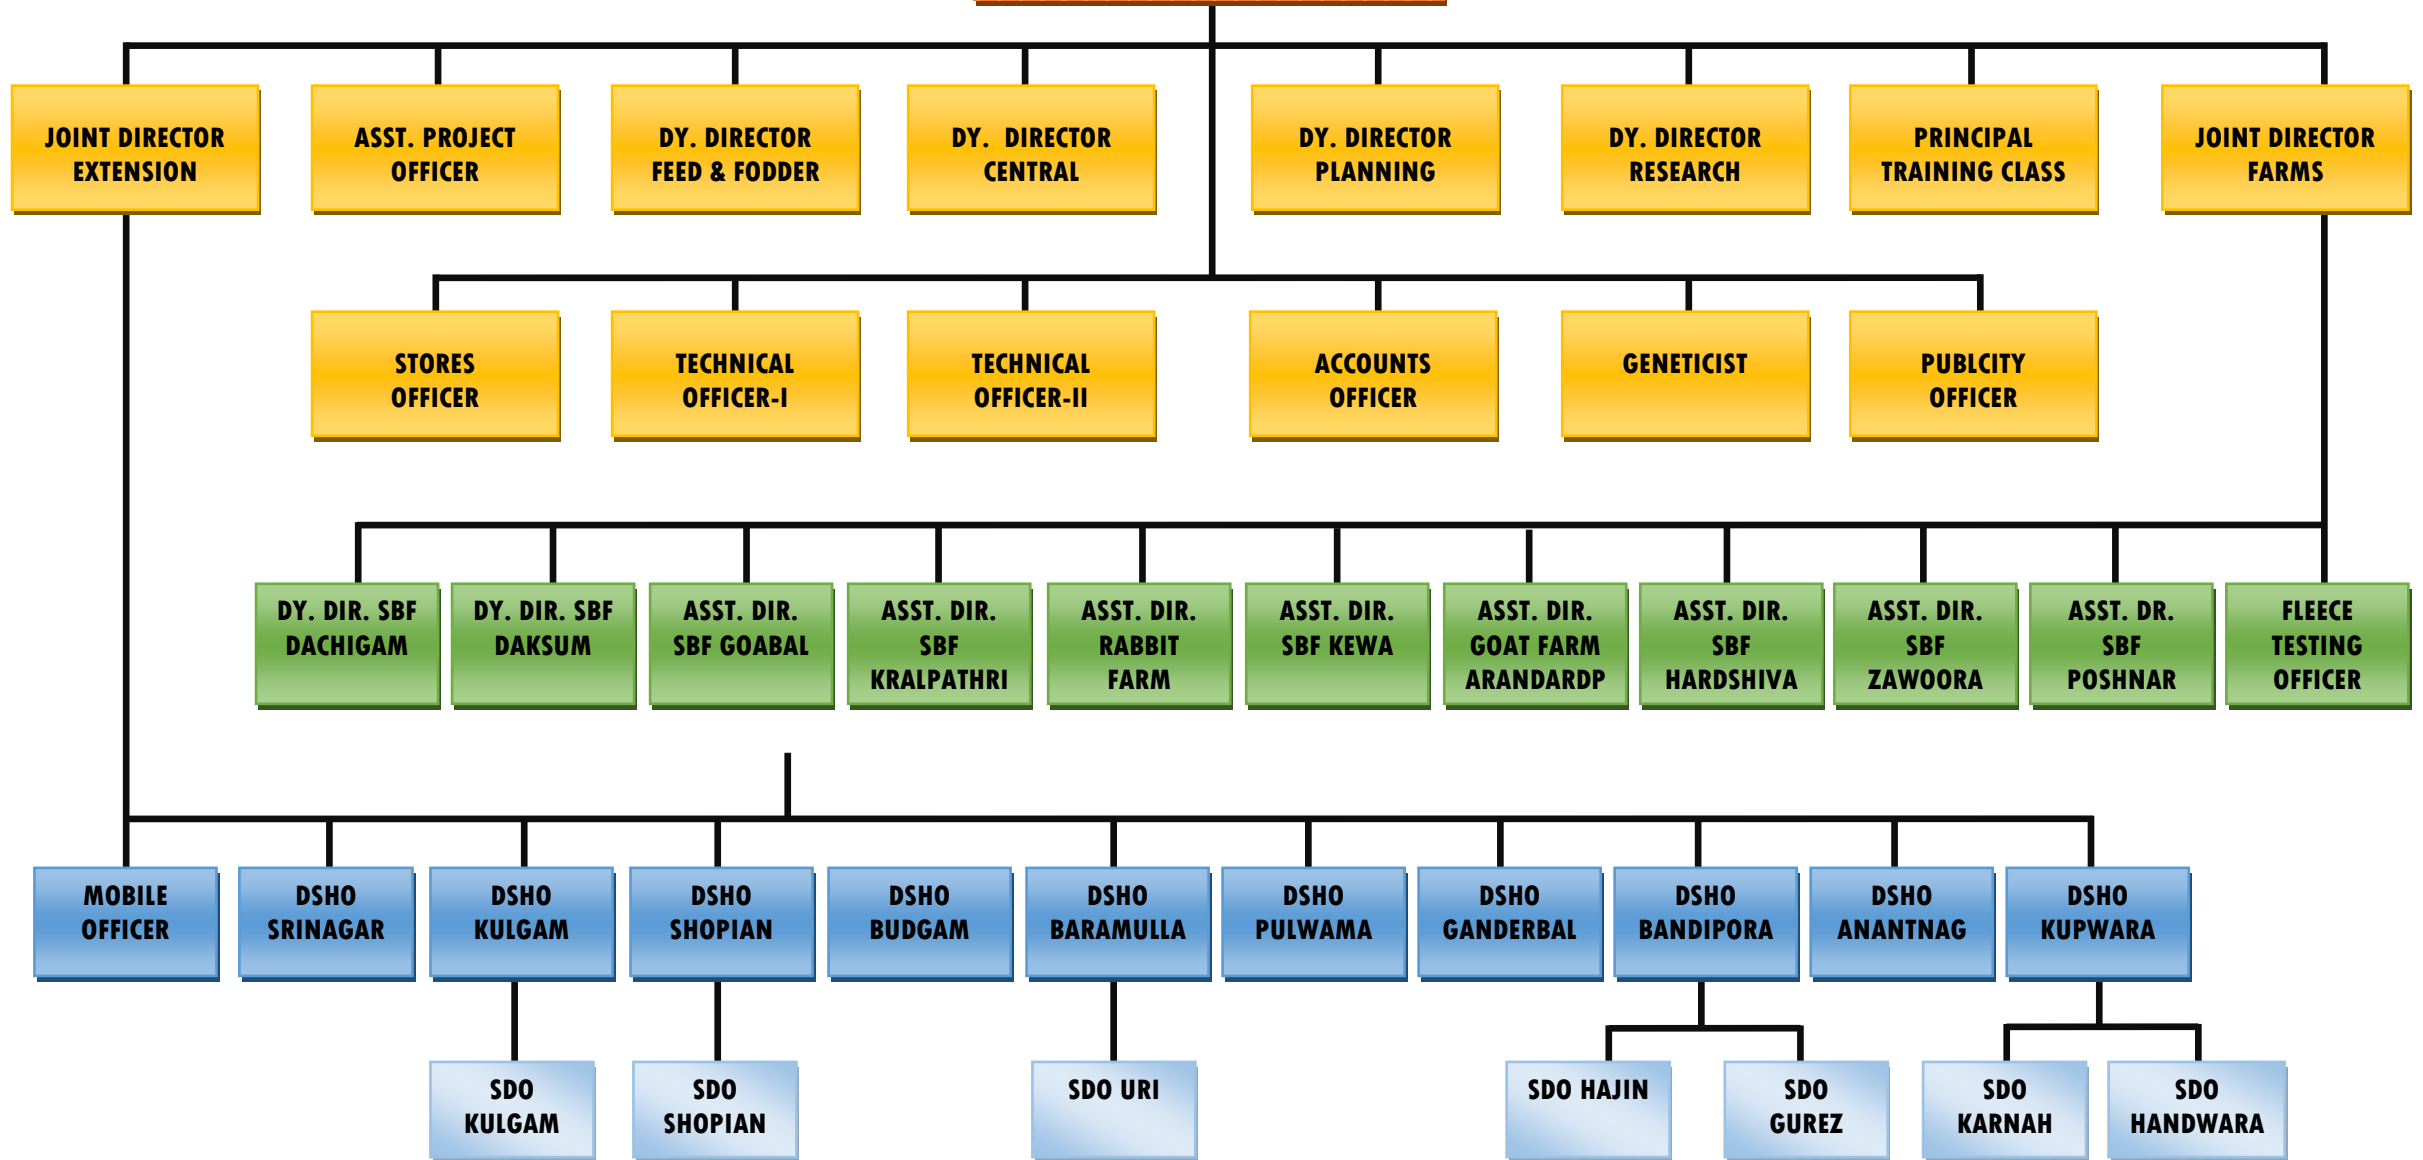 JOINT DIRECTOR
EXTENSION
ASST. PROJECT
OFFICER
DY. DIRECTOR
FEED & FODDER
DY. DIRECTOR
CENTRAL
DY. DIRECTOR
PLANNING
DY. DIRECTOR
RESEARCH
PRINCIPAL
TRAINING CLASS
JOINT DIRECTOR
FARMS
STORES
OFFICER
TECHNICAL
OFFICER-I
TECHNICAL
OFFICER-II
ACCOUNTS
OFFICER
GENETICIST
PUBLCITY
OFFICER
DY. DIR. SBF
DACHIGAM
DY. DIR. SBF
DAKSUM
ASST. DIR.
SBF GOABAL
ASST. DIR.
SBF
KRALPATHRI
ASST. DIR.
RABBIT
FARM
ASST. DIR.
SBF KEWA
ASST. DIR.
GOAT FARM
ARANDARDP
ASST. DIR.
SBF
HARDSHIVA
ASST. DIR.
SBF
ZAWOORA
ASST. DR.
SBF
POSHNAR
FLEECE
TESTING
OFFICER
MOBILE
OFFICER
DSHO
SRINAGAR
DSHO
KULGAM
DSHO
SHOPIAN
DSHO
BUDGAM
DSHO
BARAMULLA
DSHO
PULWAMA
DSHO
GANDERBAL
DSHO
BANDIPORA
DSHO
ANANTNAG
DSHO
KUPWARA
SDO
KULGAM
SDO
SHOPIAN
SDO URI
SDO HAJIN
SDO
GUREZ
SDO
KARNAH
SDO
HANDWARA